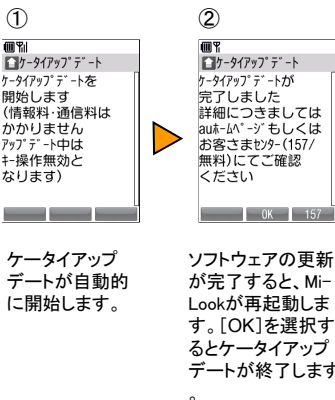 ①
ケータイアップデート
ケータイアップデートを
開始します
(情報料・通信料は
かかりません
アップデート中は
キー操作無効と
なります)
ケータイアップ
デートが自動的
に開始します。
②
ケータイアップデート
ケータイアップデートが
完了しました
詳細につきましては
auホームページもしくは
お客さまセンター(157/
無料)にてご確認
ください
OK 157
ソフトウェアの更新
が完了すると、Mi-
Lookが再起動しま
す。[OK]を選択す
るとケータイアップ
デートが終了します